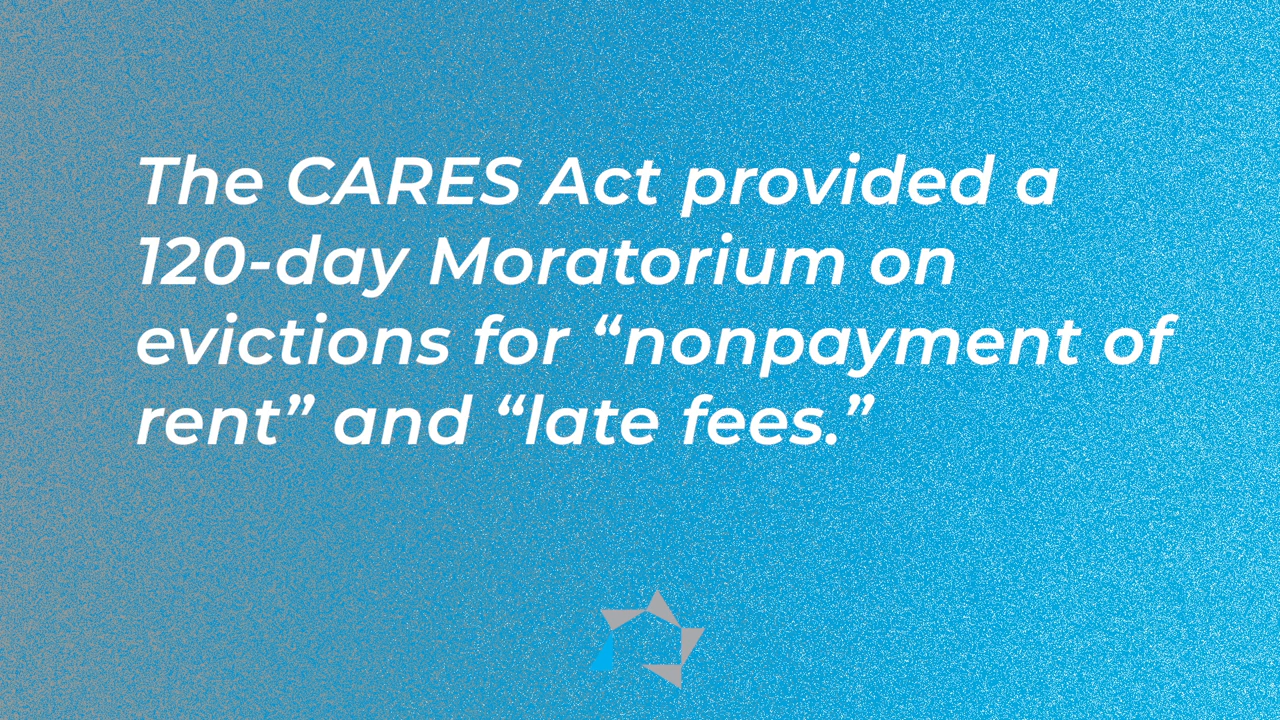 The CARES Act provided a
120-day Moratorium on
evictions for “nonpayment of
rent” and “late fees.”